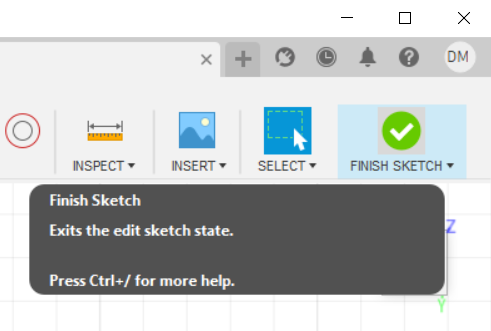 DM
INSPECT
INSERT
SELECT
FINISH SKETCH
Finish Sketch
Exits the edit sketch state.
Press Ctrl+/ for more help.
Z
Y